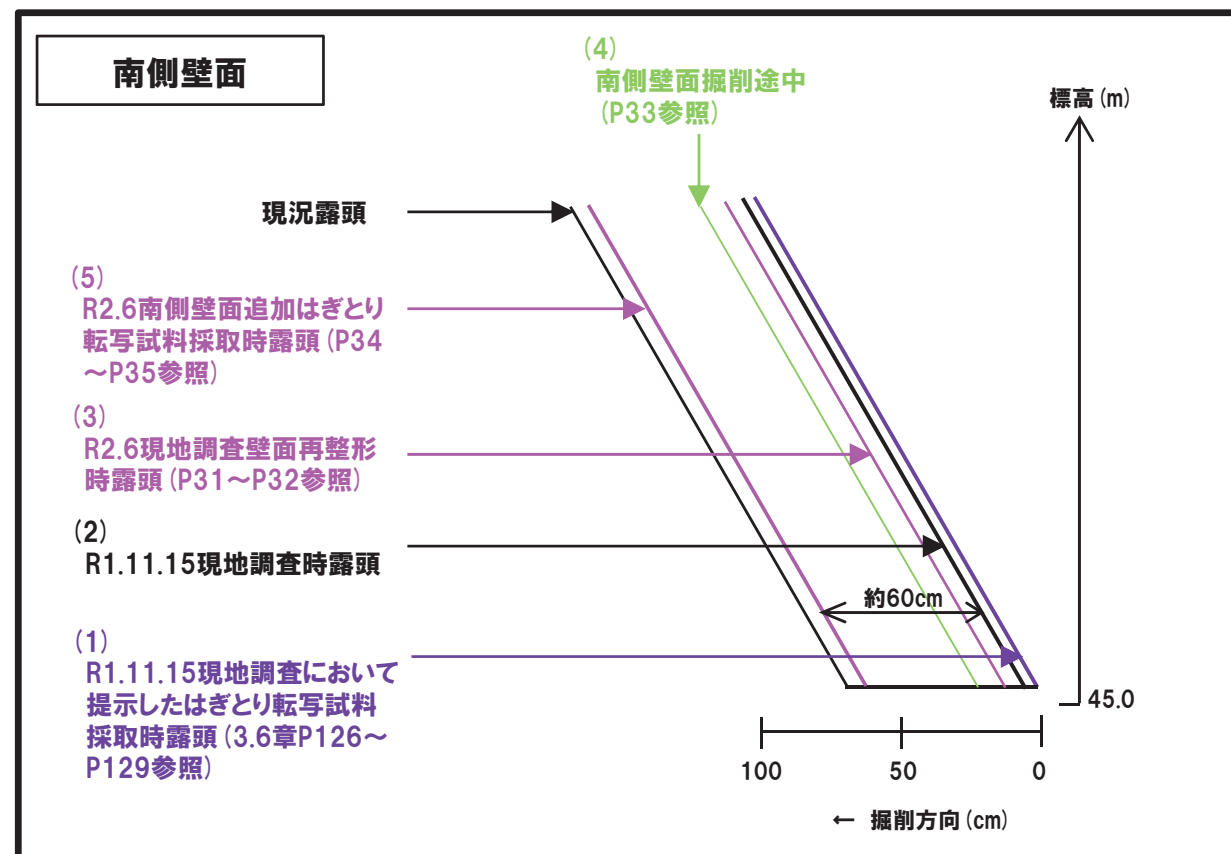 南側壁面
(4)
南側壁面掘削途中
(P33参照)
標高(m)
現況露頭
(5)
R2.6南側壁面追加はぎとり
転写試料採取時露頭(P34
～P35参照)
(3)
R2.6現地調査壁面再整形
時露頭(P31～P32参照)
(2)
R1.11.15現地調査時露頭
約60cm
(1)
R1.11.15現地調査において
提示したはぎとり転写試料
採取時露頭(3.6章P126～
P129参照)
45.0
100 50 0
← 掘削方向(cm)